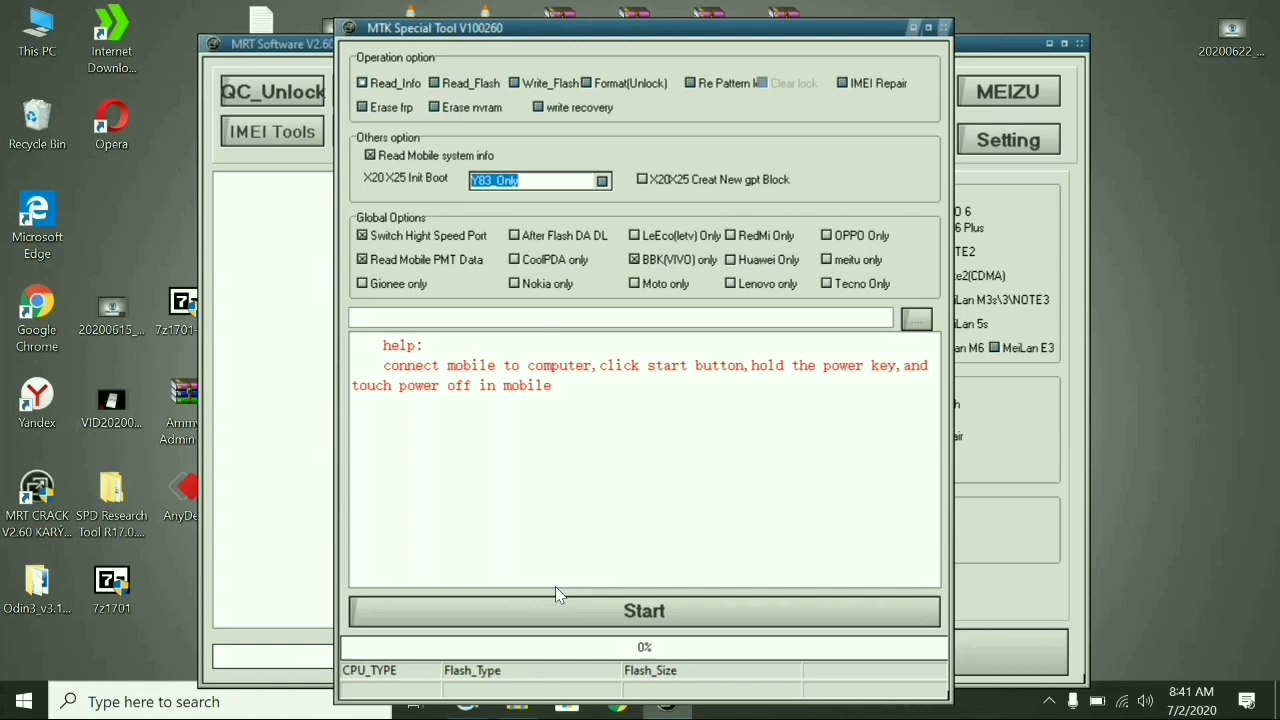 This PC
Internet
Downlo...
Recycle Bin
Opera
Microsoft
Edge
Google
Chrome
20200615_...
7z1701-
Yandex
VID20200...
Ammy
Admin
MRT CRACK
V2.60 KARY...
SPD Research
Tool R17.0....
AnyDe
Odin3_v3.1...
7z1701
20200622_...
MRT Software V2.60
QC_Unlock
IMEI Tools
MEIZU
Setting
O 6
6 Plus
TE2
te2(CDMA)
eiLan M3s\3\NOTE3
Lan 5s
an M6 MeiLan E3
h
air
MTK Special Tool V100260
Operation option
Read_Info Read_Flash Write_Flash Format(Unlock) Re Pattern l Clear lock IMEI Repair
Erase frp Erase nvram write recovery
Others option
Read Mobile system info
X20 X25 Init Boot Y83_Only X20X25 Creat New gpt Block
Global Options
Switch Hight Speed Port After Flash DA DL LeEco(letv) Only RedMi Only OPPO Only
Read Mobile PMT Data CoolPDA only BBK(VIVO) only Huawei Only meitu only
Gionee only Nokia only Moto only Lenovo only Tecno Only
....
help:
connect mobile to computer,click start button,hold the power key,and
touch power off in mobile
Start
0%
CPU_TYPE Flash_Type Flash_Size
Type here to search
8:41 AM
7/2/2020